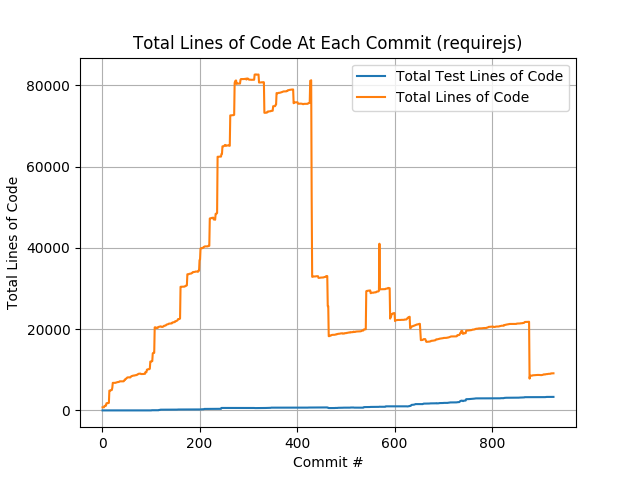 Total Lines of Code At Each Commit (requirejs)
Total Test Lines of Code
Total Lines of Code
Total Lines of Code
80000
60000
40000
20000
0
0 200 400 600 800
Commit #